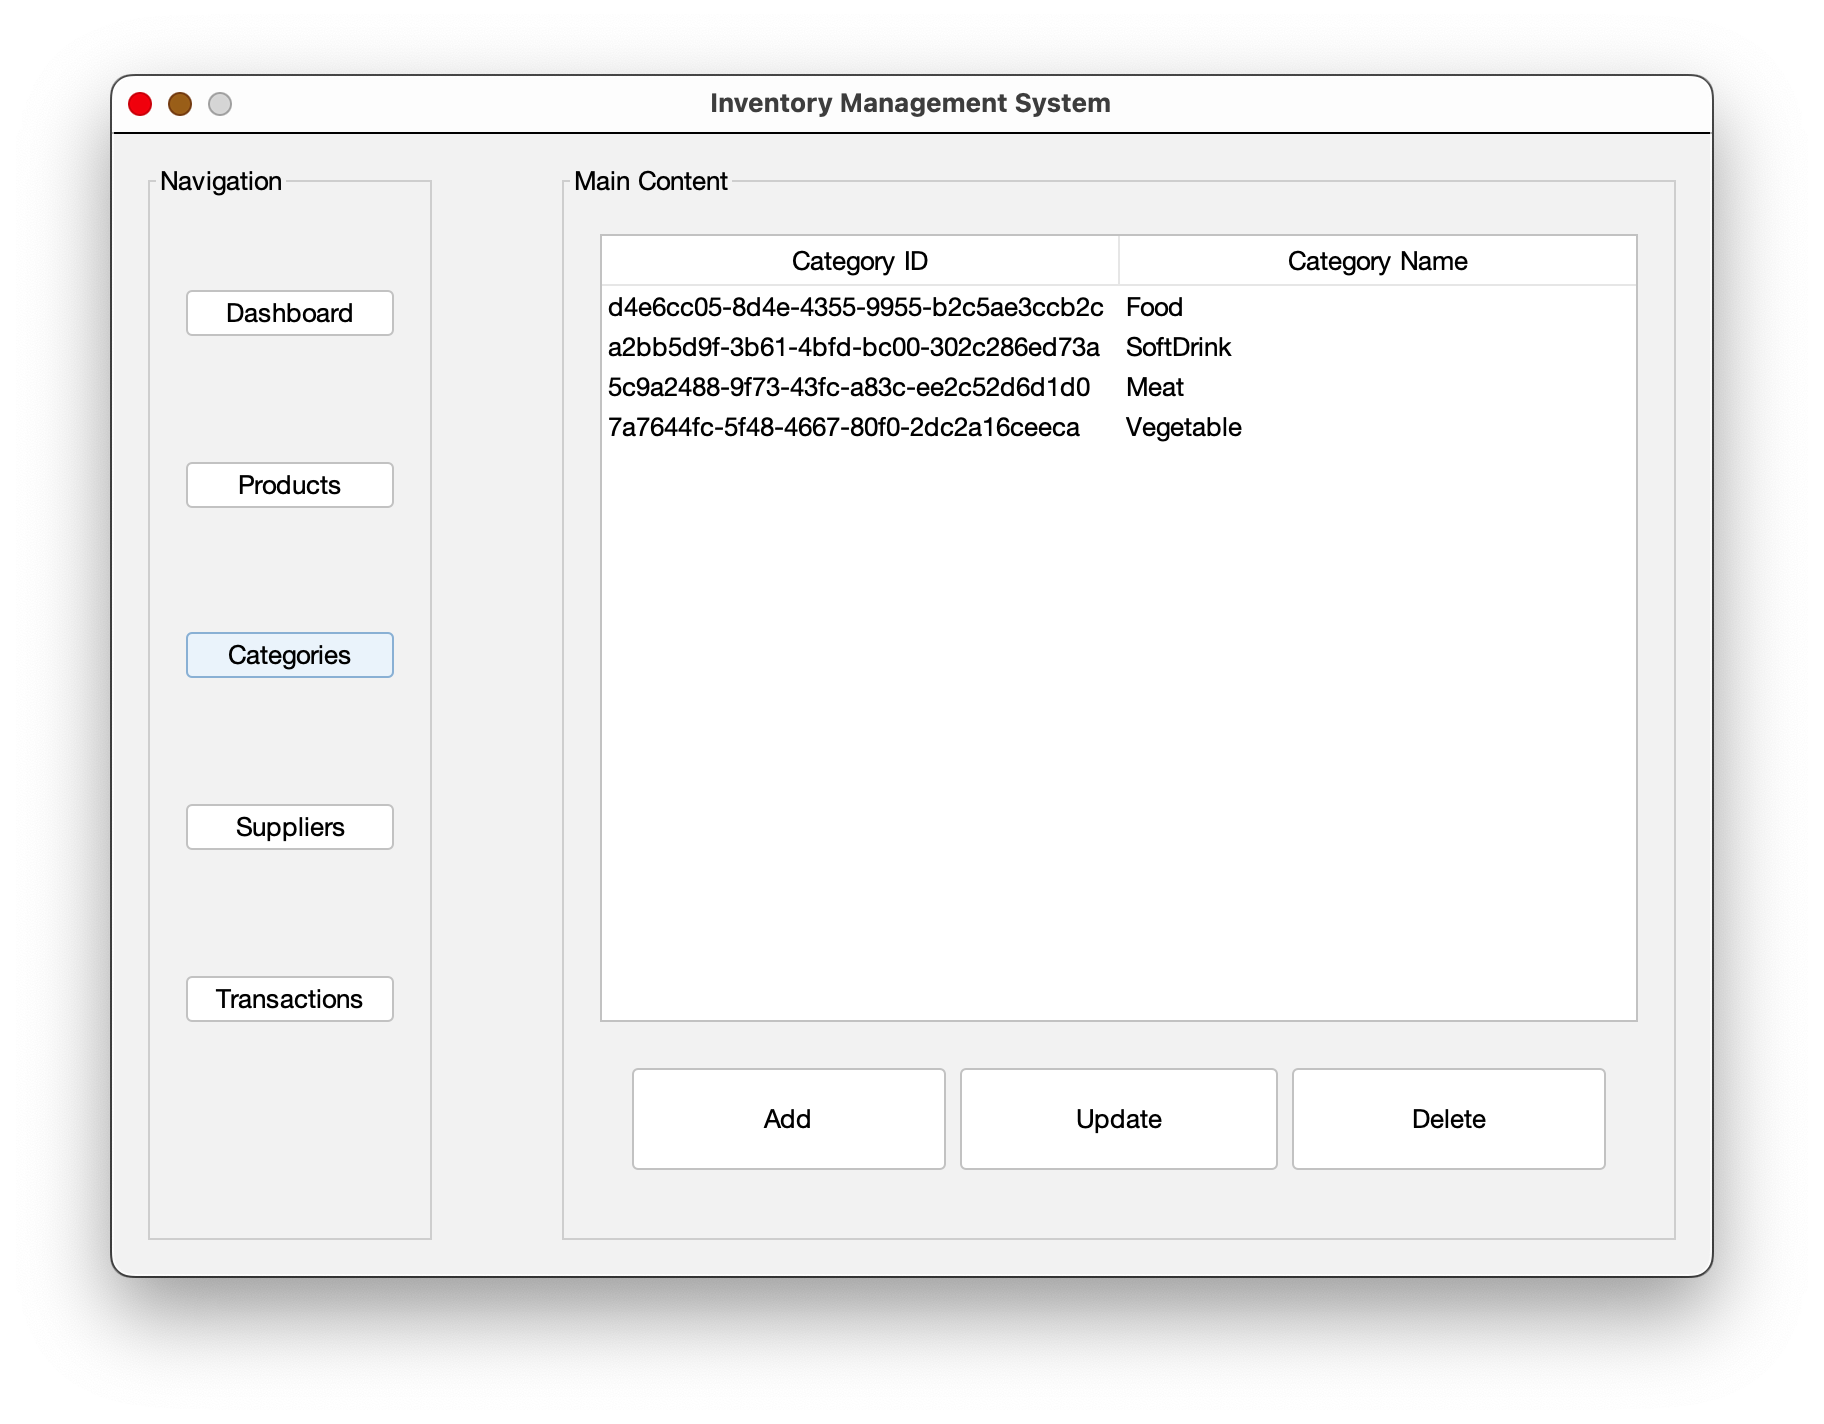 Inventory Management System
Navigation
Dashboard
Products
Categories
Suppliers
Transactions
Main Content
Category ID Category Name
d4e6cc05-8d4e-4355-9955-b2c5ae3ccb2c Food
a2bb5d9f-3b61-4bfd-bc00-302c286ed73a SoftDrink
5c9a2488-9f73-43fc-a83c-ee2c52d6d1d0 Meat
7a7644fc-5f48-4667-80f0-2dc2a16ceeca Vegetable
Add Update Delete